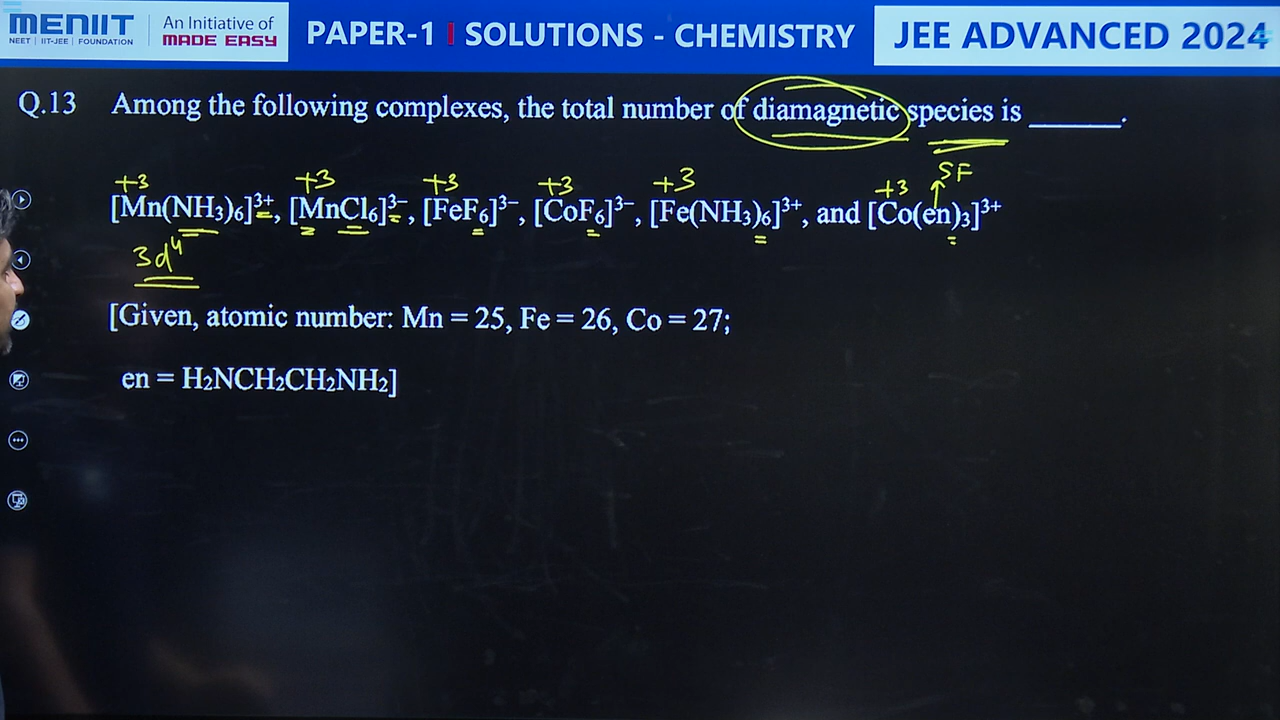 MENIIT
NEET | IIT-JEE | FOUNDATION
An Initiative of
MADE EASY
PAPER-1 | SOLUTIONS - CHEMISTRY
JEE ADVANCED 2024
Q.13 Among the following complexes, the total number of diamagnetic species is ______.
SF
+3 +3 +3 +3 +3 +3
[Mn(NH₃)₆]³⁺, [MnCl₆]³⁻, [FeF₆]³⁻, [CoF₆]³⁻, [Fe(NH₃)₆]³⁺, and [Co(en)₃]³⁺
3d⁴
[Given, atomic number: Mn = 25, Fe = 26, Co = 27;
en = H₂NCH₂CH₂NH₂]